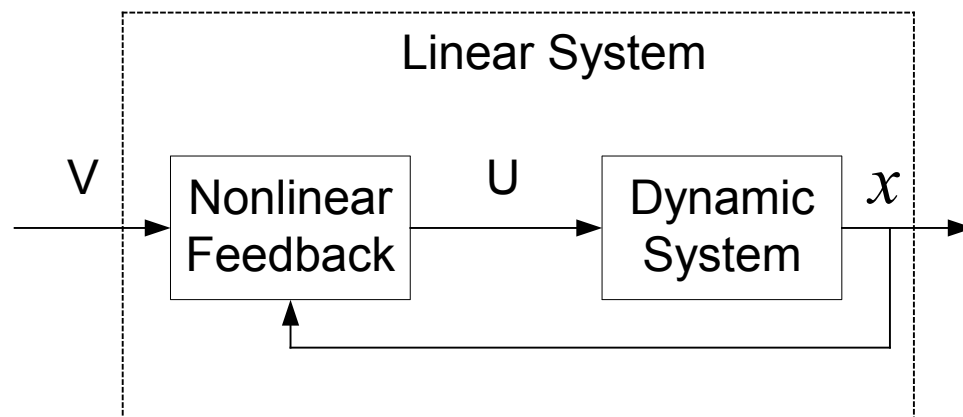 Linear System
V
Nonlinear
Feedback
U
Dynamic
System
x